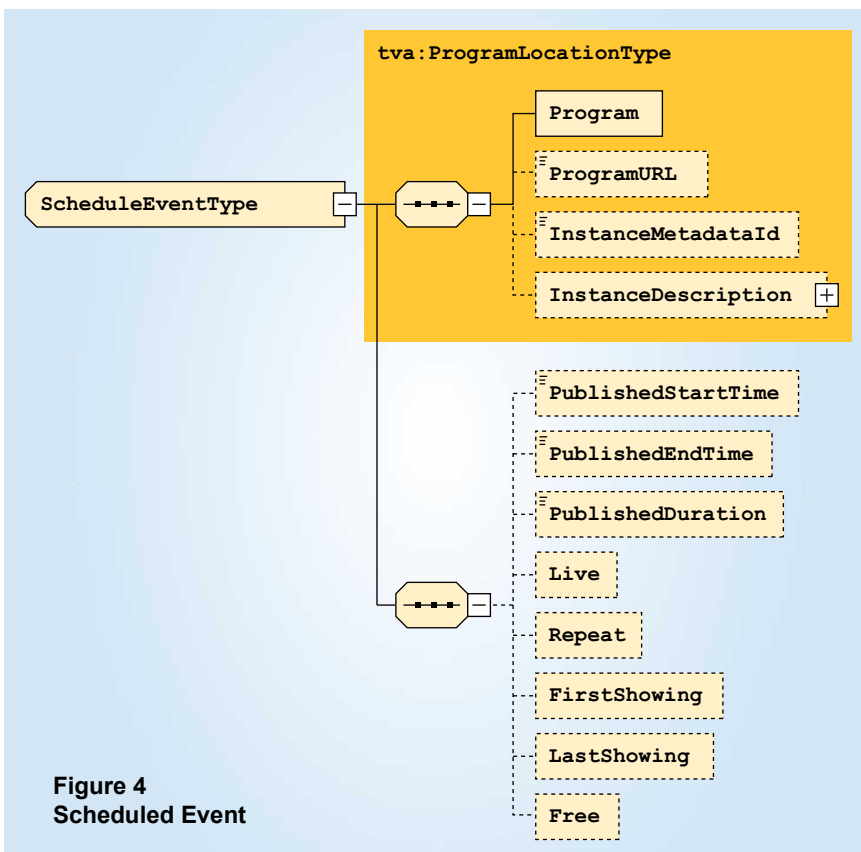 tva:ProgramLocationType
Program
ProgramURL
ScheduleEventType
InstanceMetadataId
InstanceDescription
PublishedStartTime
PublishedEndTime
PublishedDuration
Live
Repeat
FirstShowing
LastShowing
Free
Figure 4
Scheduled Event